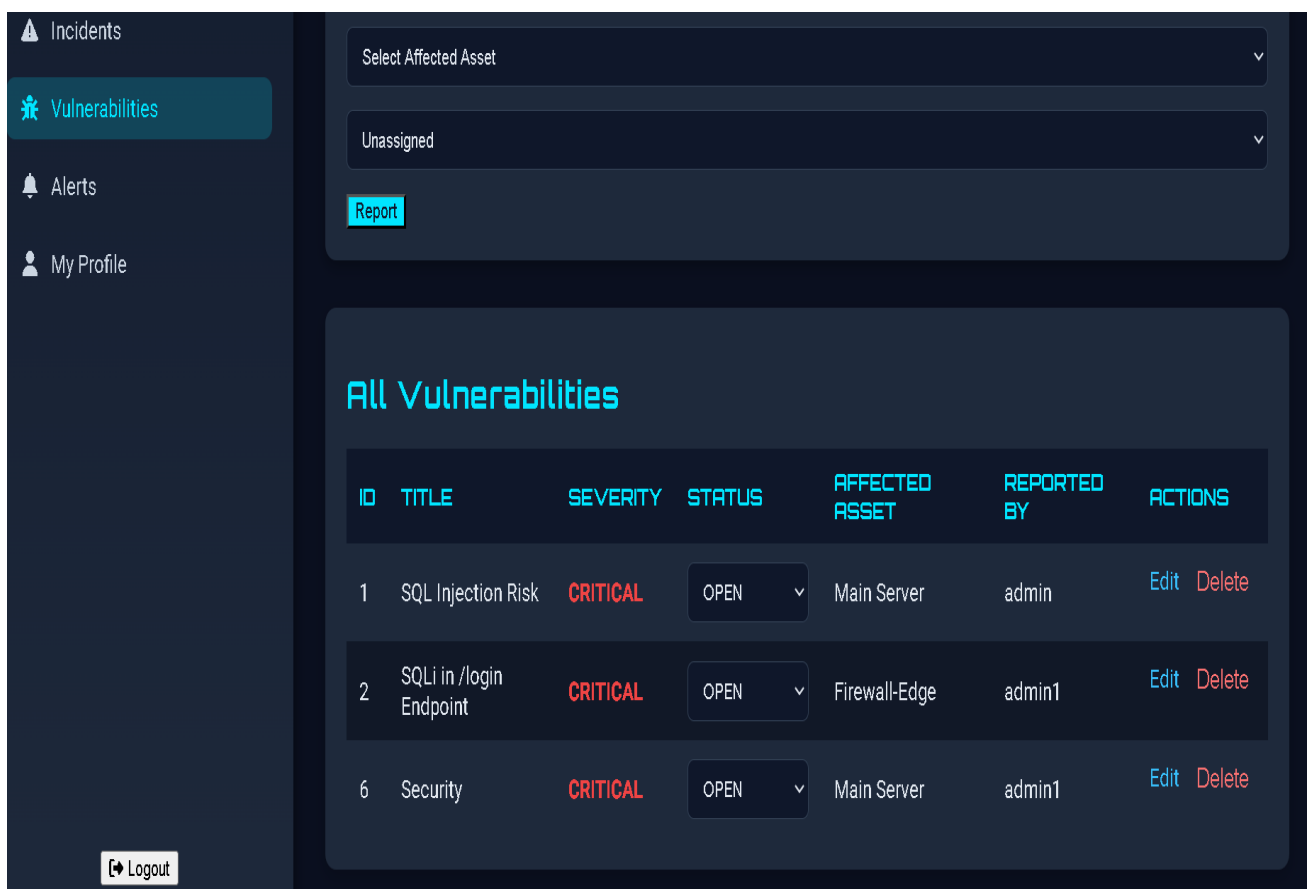 Incidents
Vulnerabilities
Alerts
My Profile
Logout
Select Affected Asset
Unassigned
Report
All Vulnerabilities
ID TITLE SEVERITY STATUS AFFECTED ASSET REPORTED BY ACTIONS
1 SQL Injection Risk CRITICAL OPEN Main Server admin Edit Delete
2 SQLi in /login Endpoint CRITICAL OPEN Firewall-Edge admin1 Edit Delete
6 Security CRITICAL OPEN Main Server admin1 Edit Delete